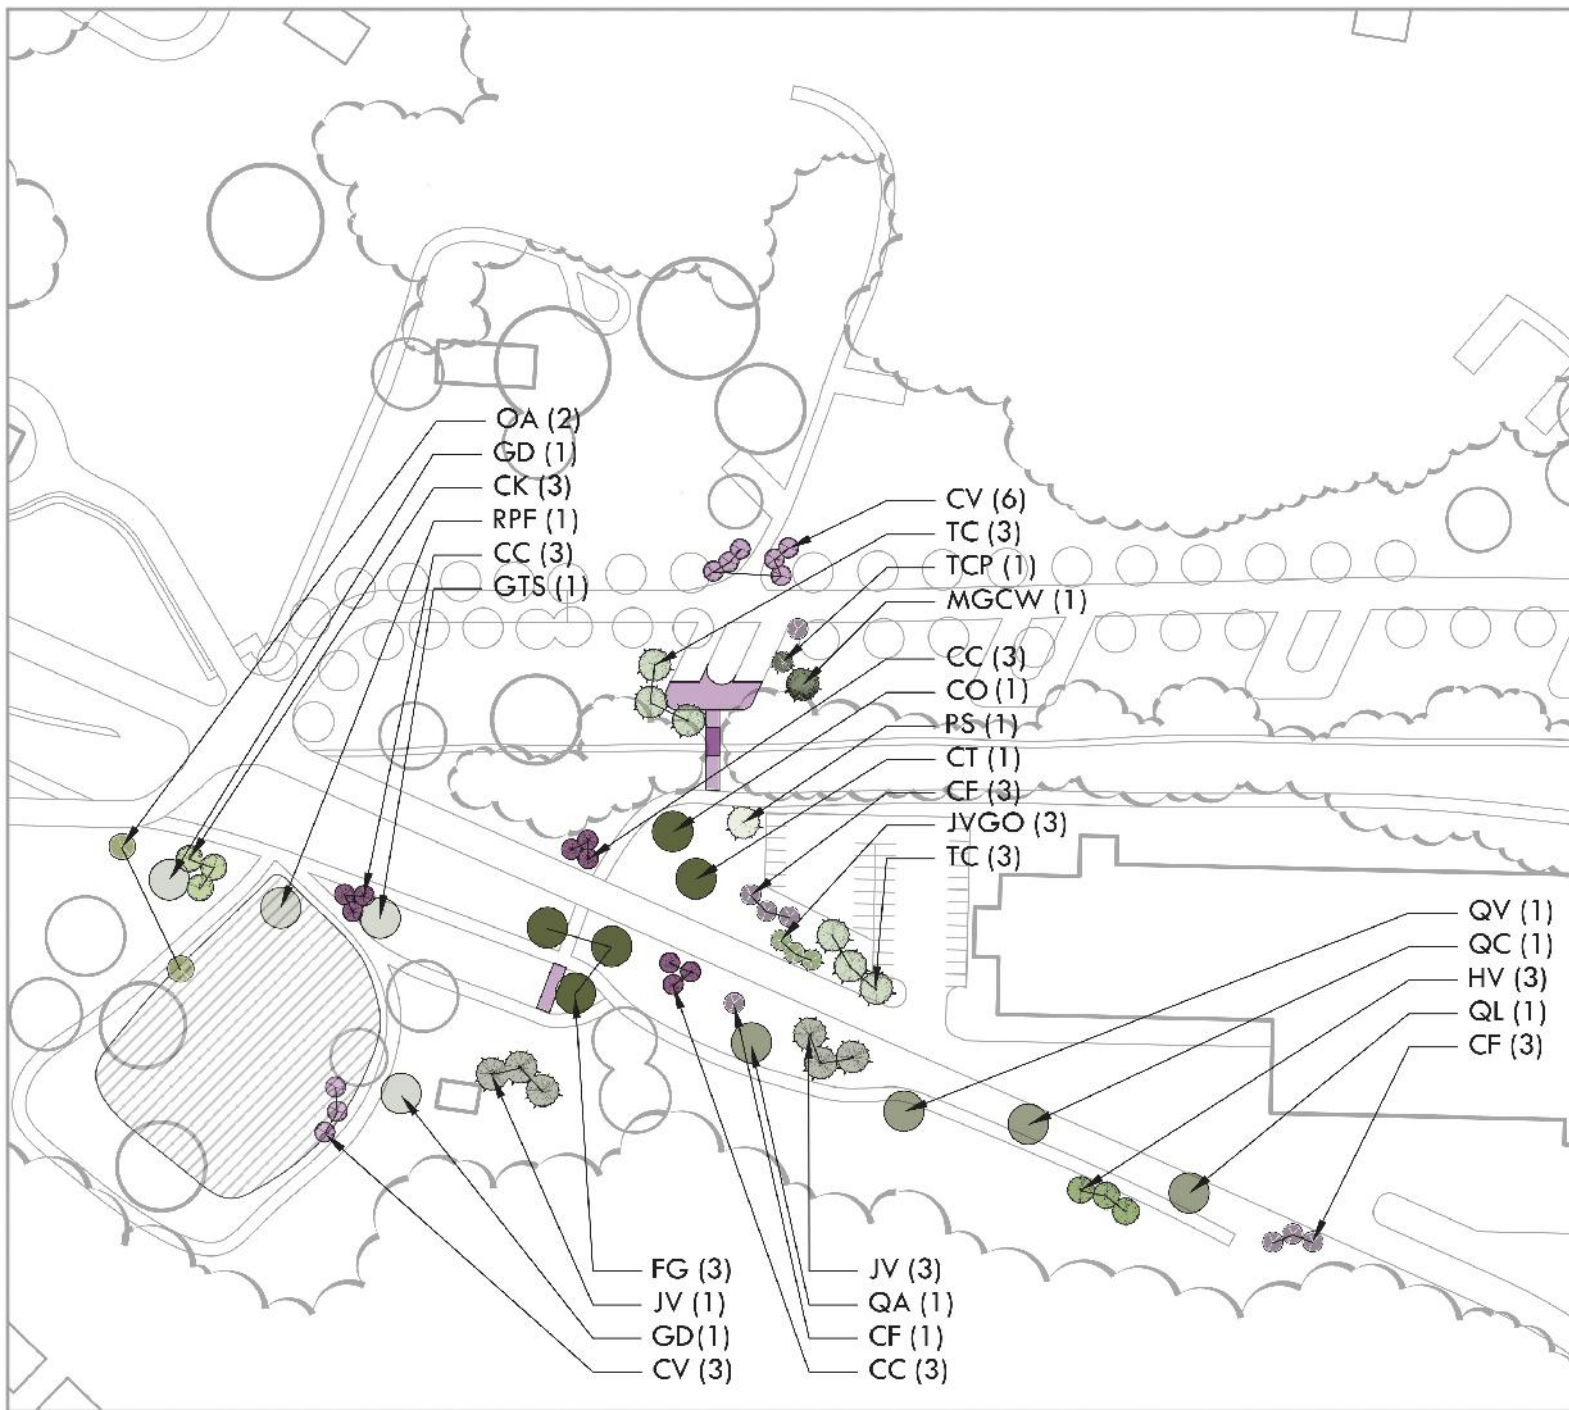 OA (2)
GD (1)
CK (3)
RPF (1)
CC (3)
GTS (1)
CV (6)
TC (3)
TCP (1)
MGCW (1)
CC (3)
CO (1)
PS (1)
CT (1)
CF (3)
JVGO (3)
TC (3)
QV (1)
QC (1)
HV (3)
QL (1)
CF (3)
FG (3)
JV (1)
GD(1)
CV (3)
JV (3)
QA (1)
CF (1)
CC (3)